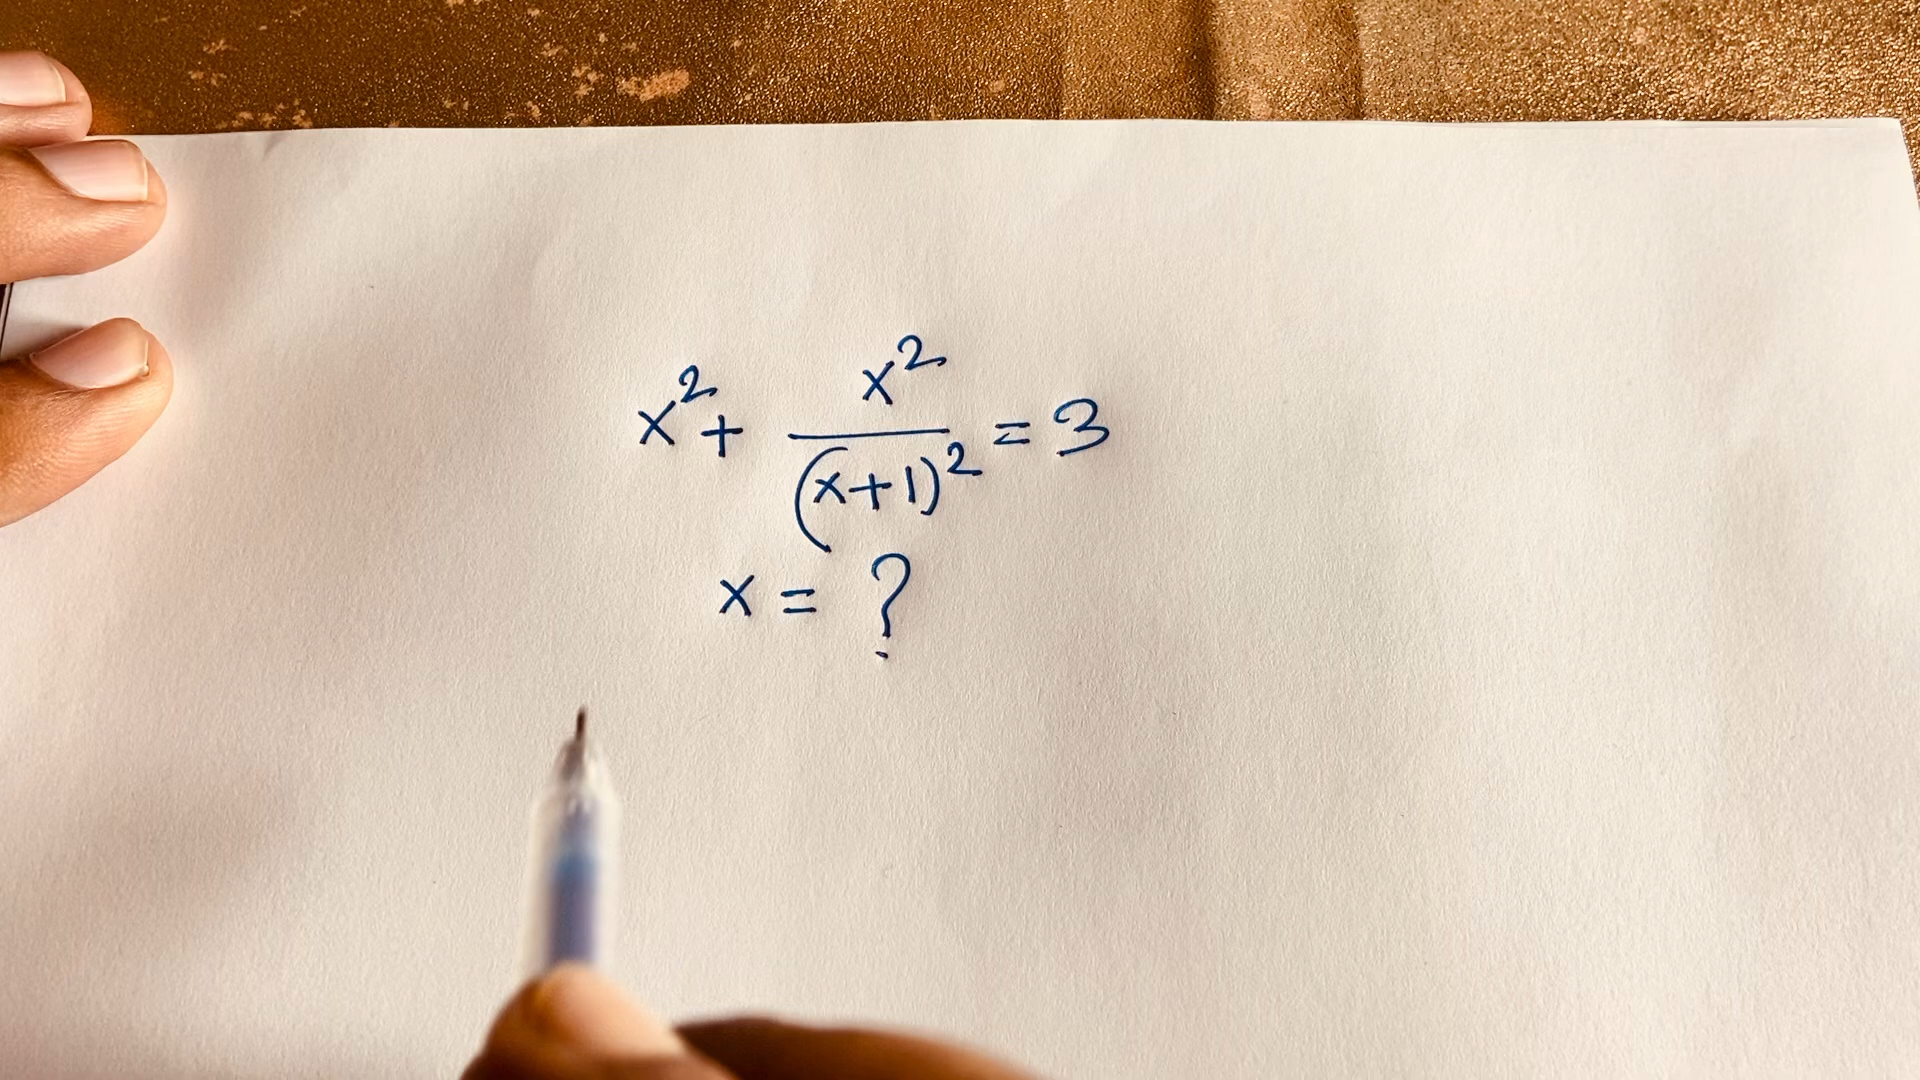 x² + x²/(x+1)² = 3
x = ?